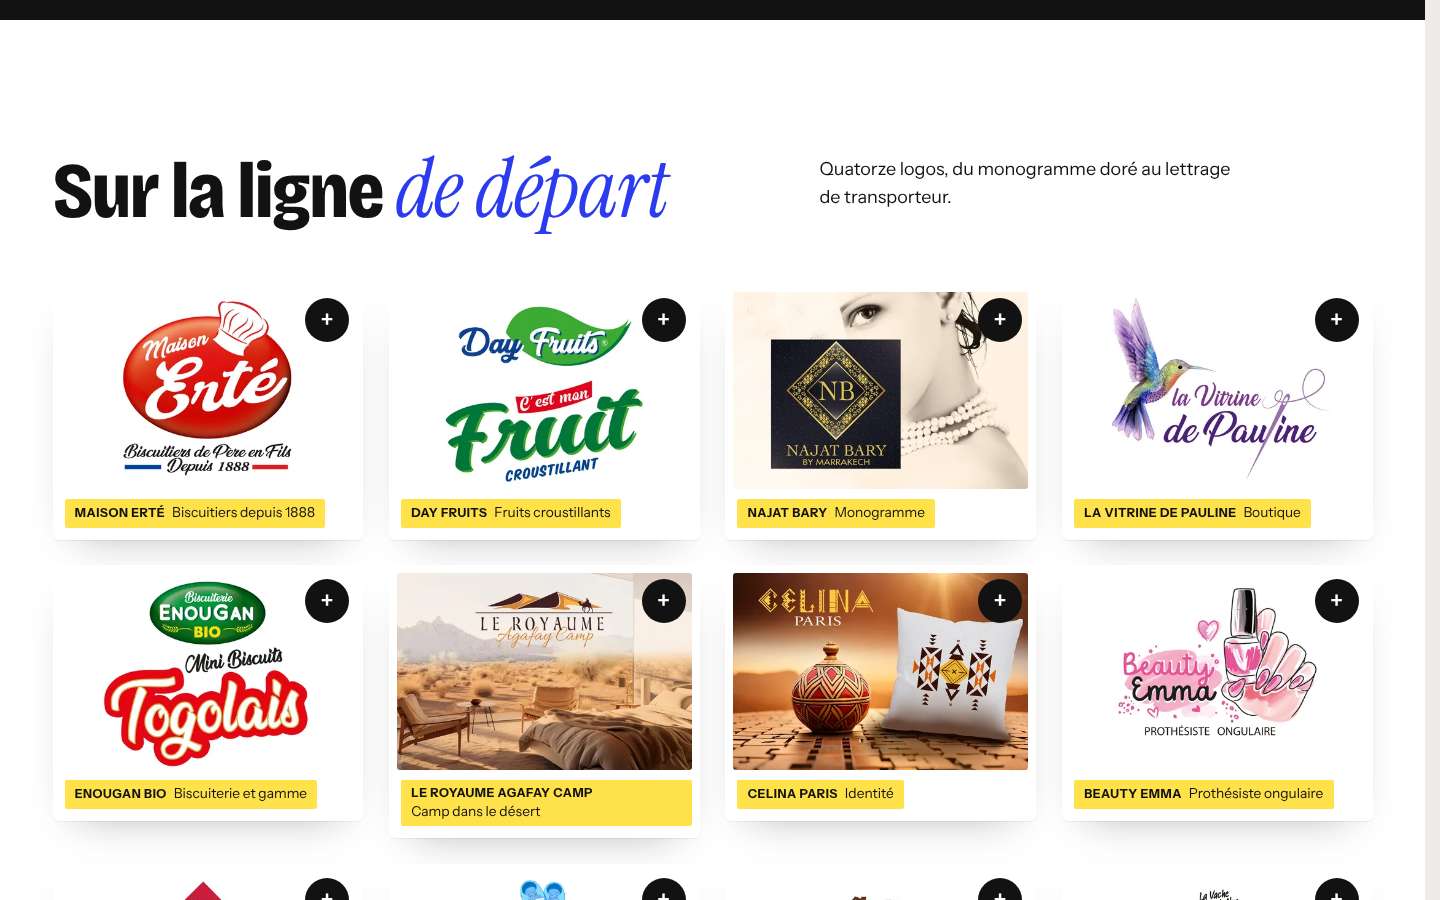 Sur la ligne de départ
Quatorze logos, du monogramme doré au lettrage
de transporteur.
+
Maison
Erté
Biscuitiers de Père en Fils
Depuis 1888
MAISON ERTÉ Biscuitiers depuis 1888
+
Day Fruits®
C'est mon
Fruit
CROUSTILLANT
DAY FRUITS Fruits croustillants
+
NB
NAJAT BARY
BY MARRAKECH
NAJAT BARY Monogramme
+
la Vitrine
de Pauline
LA VITRINE DE PAULINE Boutique
+
Biscuiterie
ENOUGAN
BIO
Mini Biscuits
Togolais
ENOUGAN BIO Biscuiterie et gamme
+
LE ROYAUME
Agafay Camp
LE ROYAUME AGAFAY CAMP
Camp dans le désert
+
CELINA
PARIS
CELINA PARIS Identité
+
Beauty
Emma
PROTHÉSISTE ONGULAIRE
BEAUTY EMMA Prothésiste ongulaire
+
+
+
La Vache
+